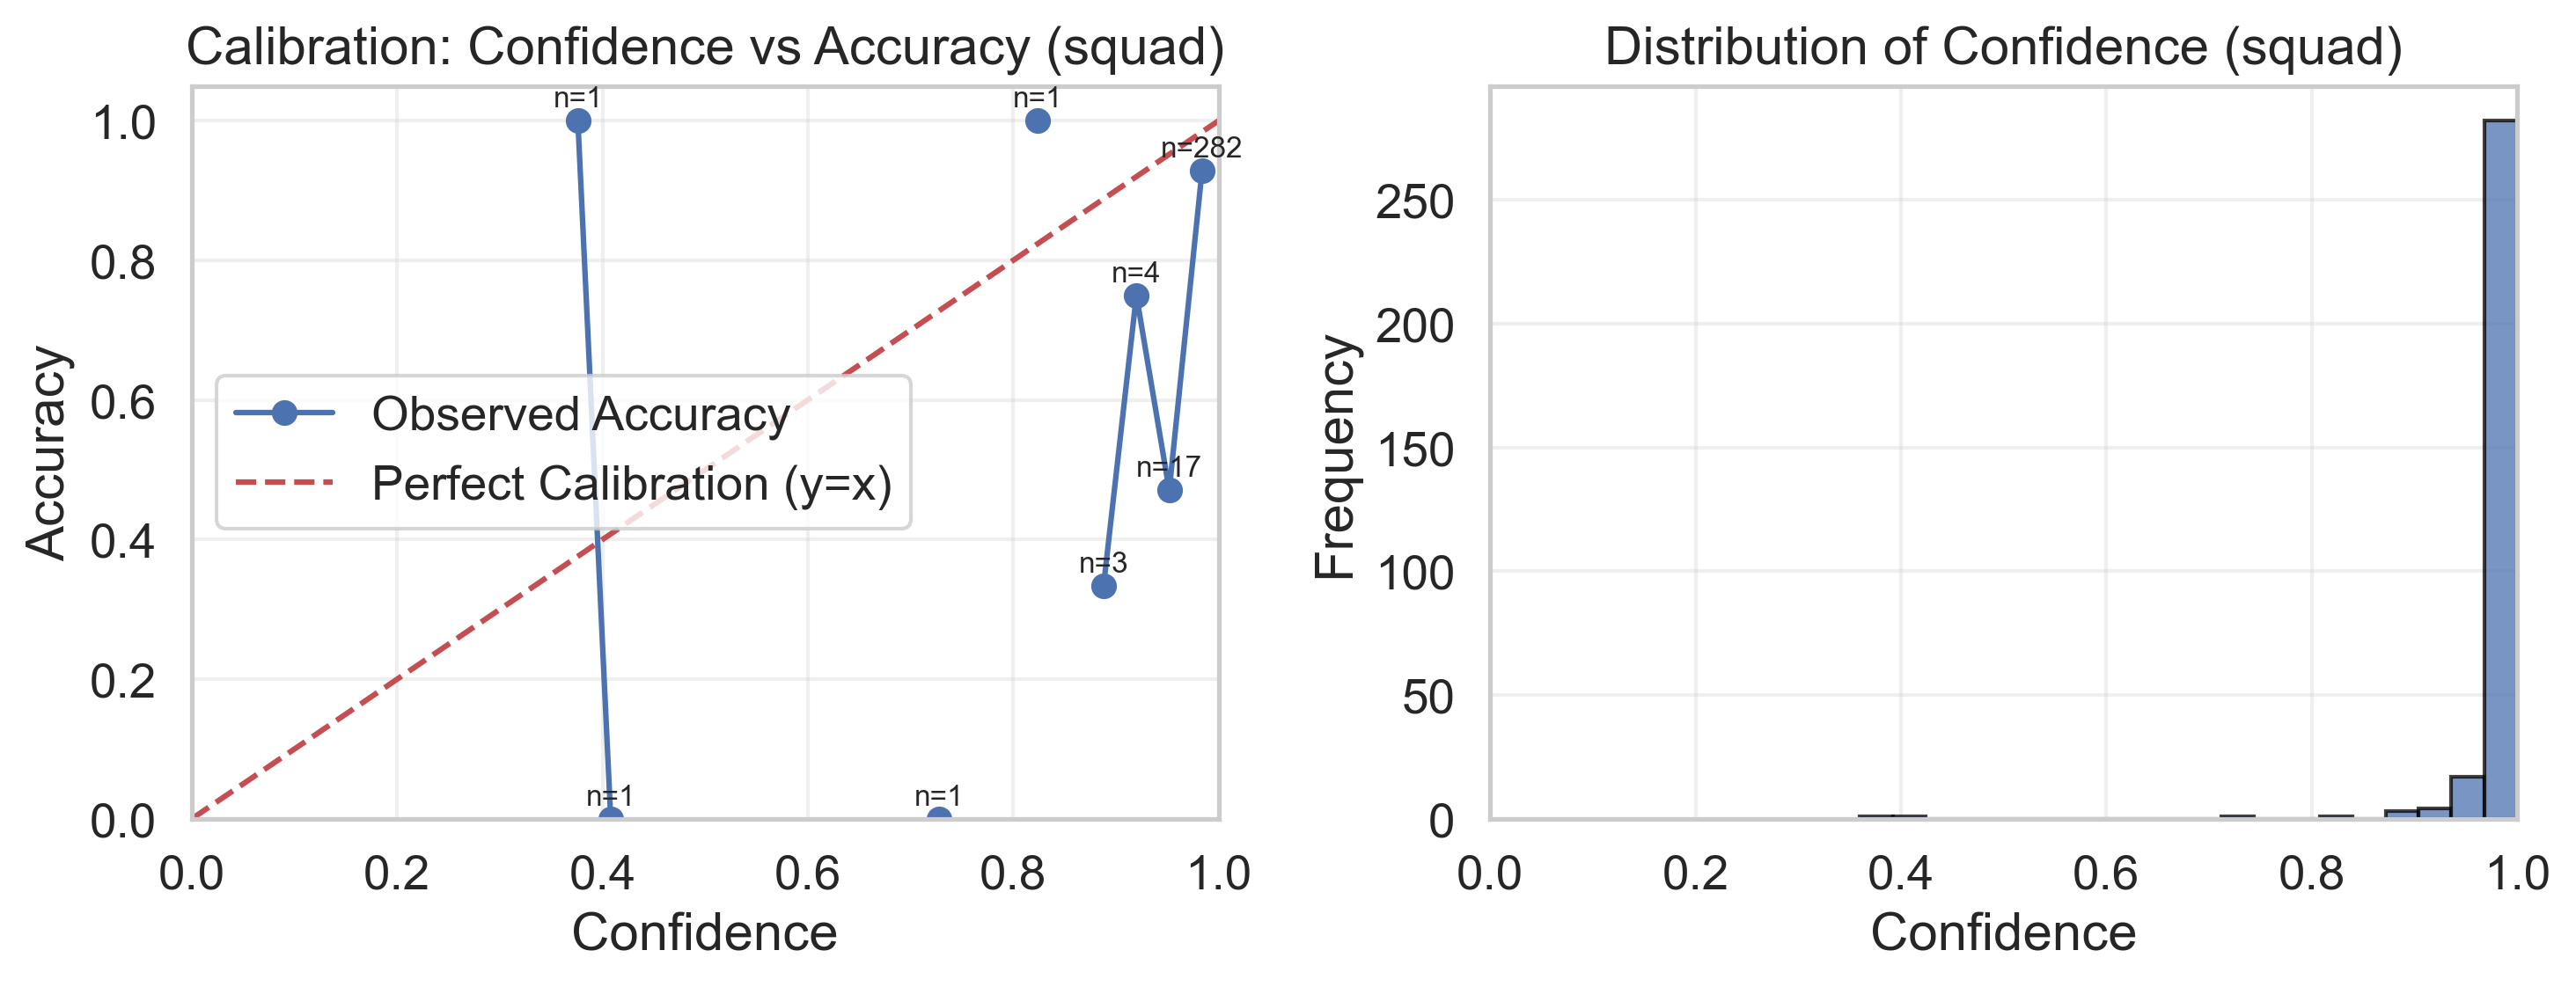 Calibration: Confidence vs Accuracy (squad)
n=1
n=1
n=282
n=4
n=17
n=3
n=1
n=1
Observed Accuracy
Perfect Calibration (y=x)
Accuracy
1.0
0.8
0.6
0.4
0.2
0.0
0.0 0.2 0.4 0.6 0.8 1.0
Confidence
Distribution of Confidence (squad)
Frequency
250
200
150
100
50
0
0.0 0.2 0.4 0.6 0.8 1.0
Confidence